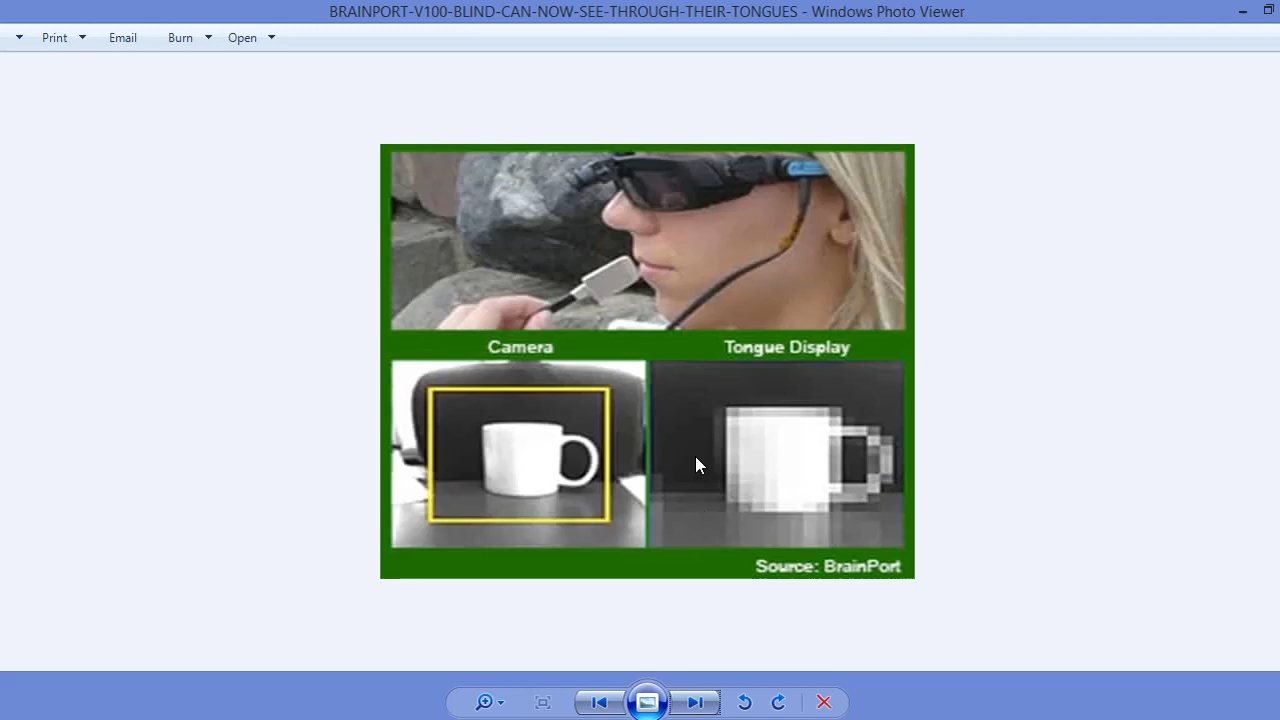 BRAINPORT-V100-BLIND-CAN-NOW-SEE-THROUGH-THEIR-TONGUES - Windows Photo Viewer
Print Email Burn Open
Camera Tongue Display
Source: BrainPort